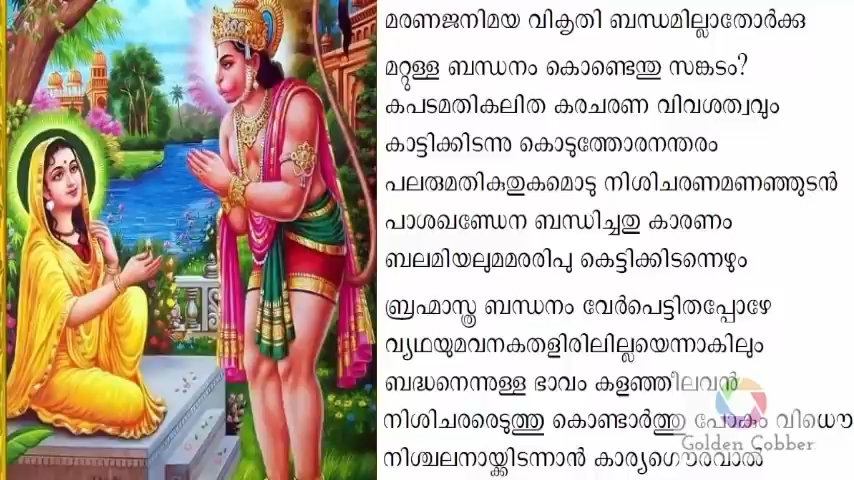 മരണജനിമയ വികൃതി ബന്ധമില്ലാതോർക്കു
മറ്റുള്ള ബന്ധനം കൊണ്ടെന്തു സങ്കടം?
കപടമതികലിത കരചരണ വിവശത്വവും
കാട്ടിക്കിടന്നു കൊടുത്തോരനന്തരം
പലരുമതികുതുകമൊടു നിശിചരണമണഞ്ഞുടൻ
പാശഖണ്ഡേന ബന്ധിച്ചതു കാരണം
ബലമിയലുമമരരിപു കെട്ടിക്കിടന്നെഴും
ബ്രഹ്മാസ്ത്ര ബന്ധനം വേർപെട്ടിതപ്പോഴേ
വ്യഥയുമവനകതളിരിലില്ലയെന്നാകിലും
ബദ്ധനെന്നുള്ള ഭാവം കളഞ്ഞീലവൻ
നിശിചരരെടുത്തു കൊണ്ടാർത്തു പോകും വിധൌ
നിശ്ചലനായ്ക്കിടന്നാൻ കാര്യഗൌരവാൽ
Golden Gobber